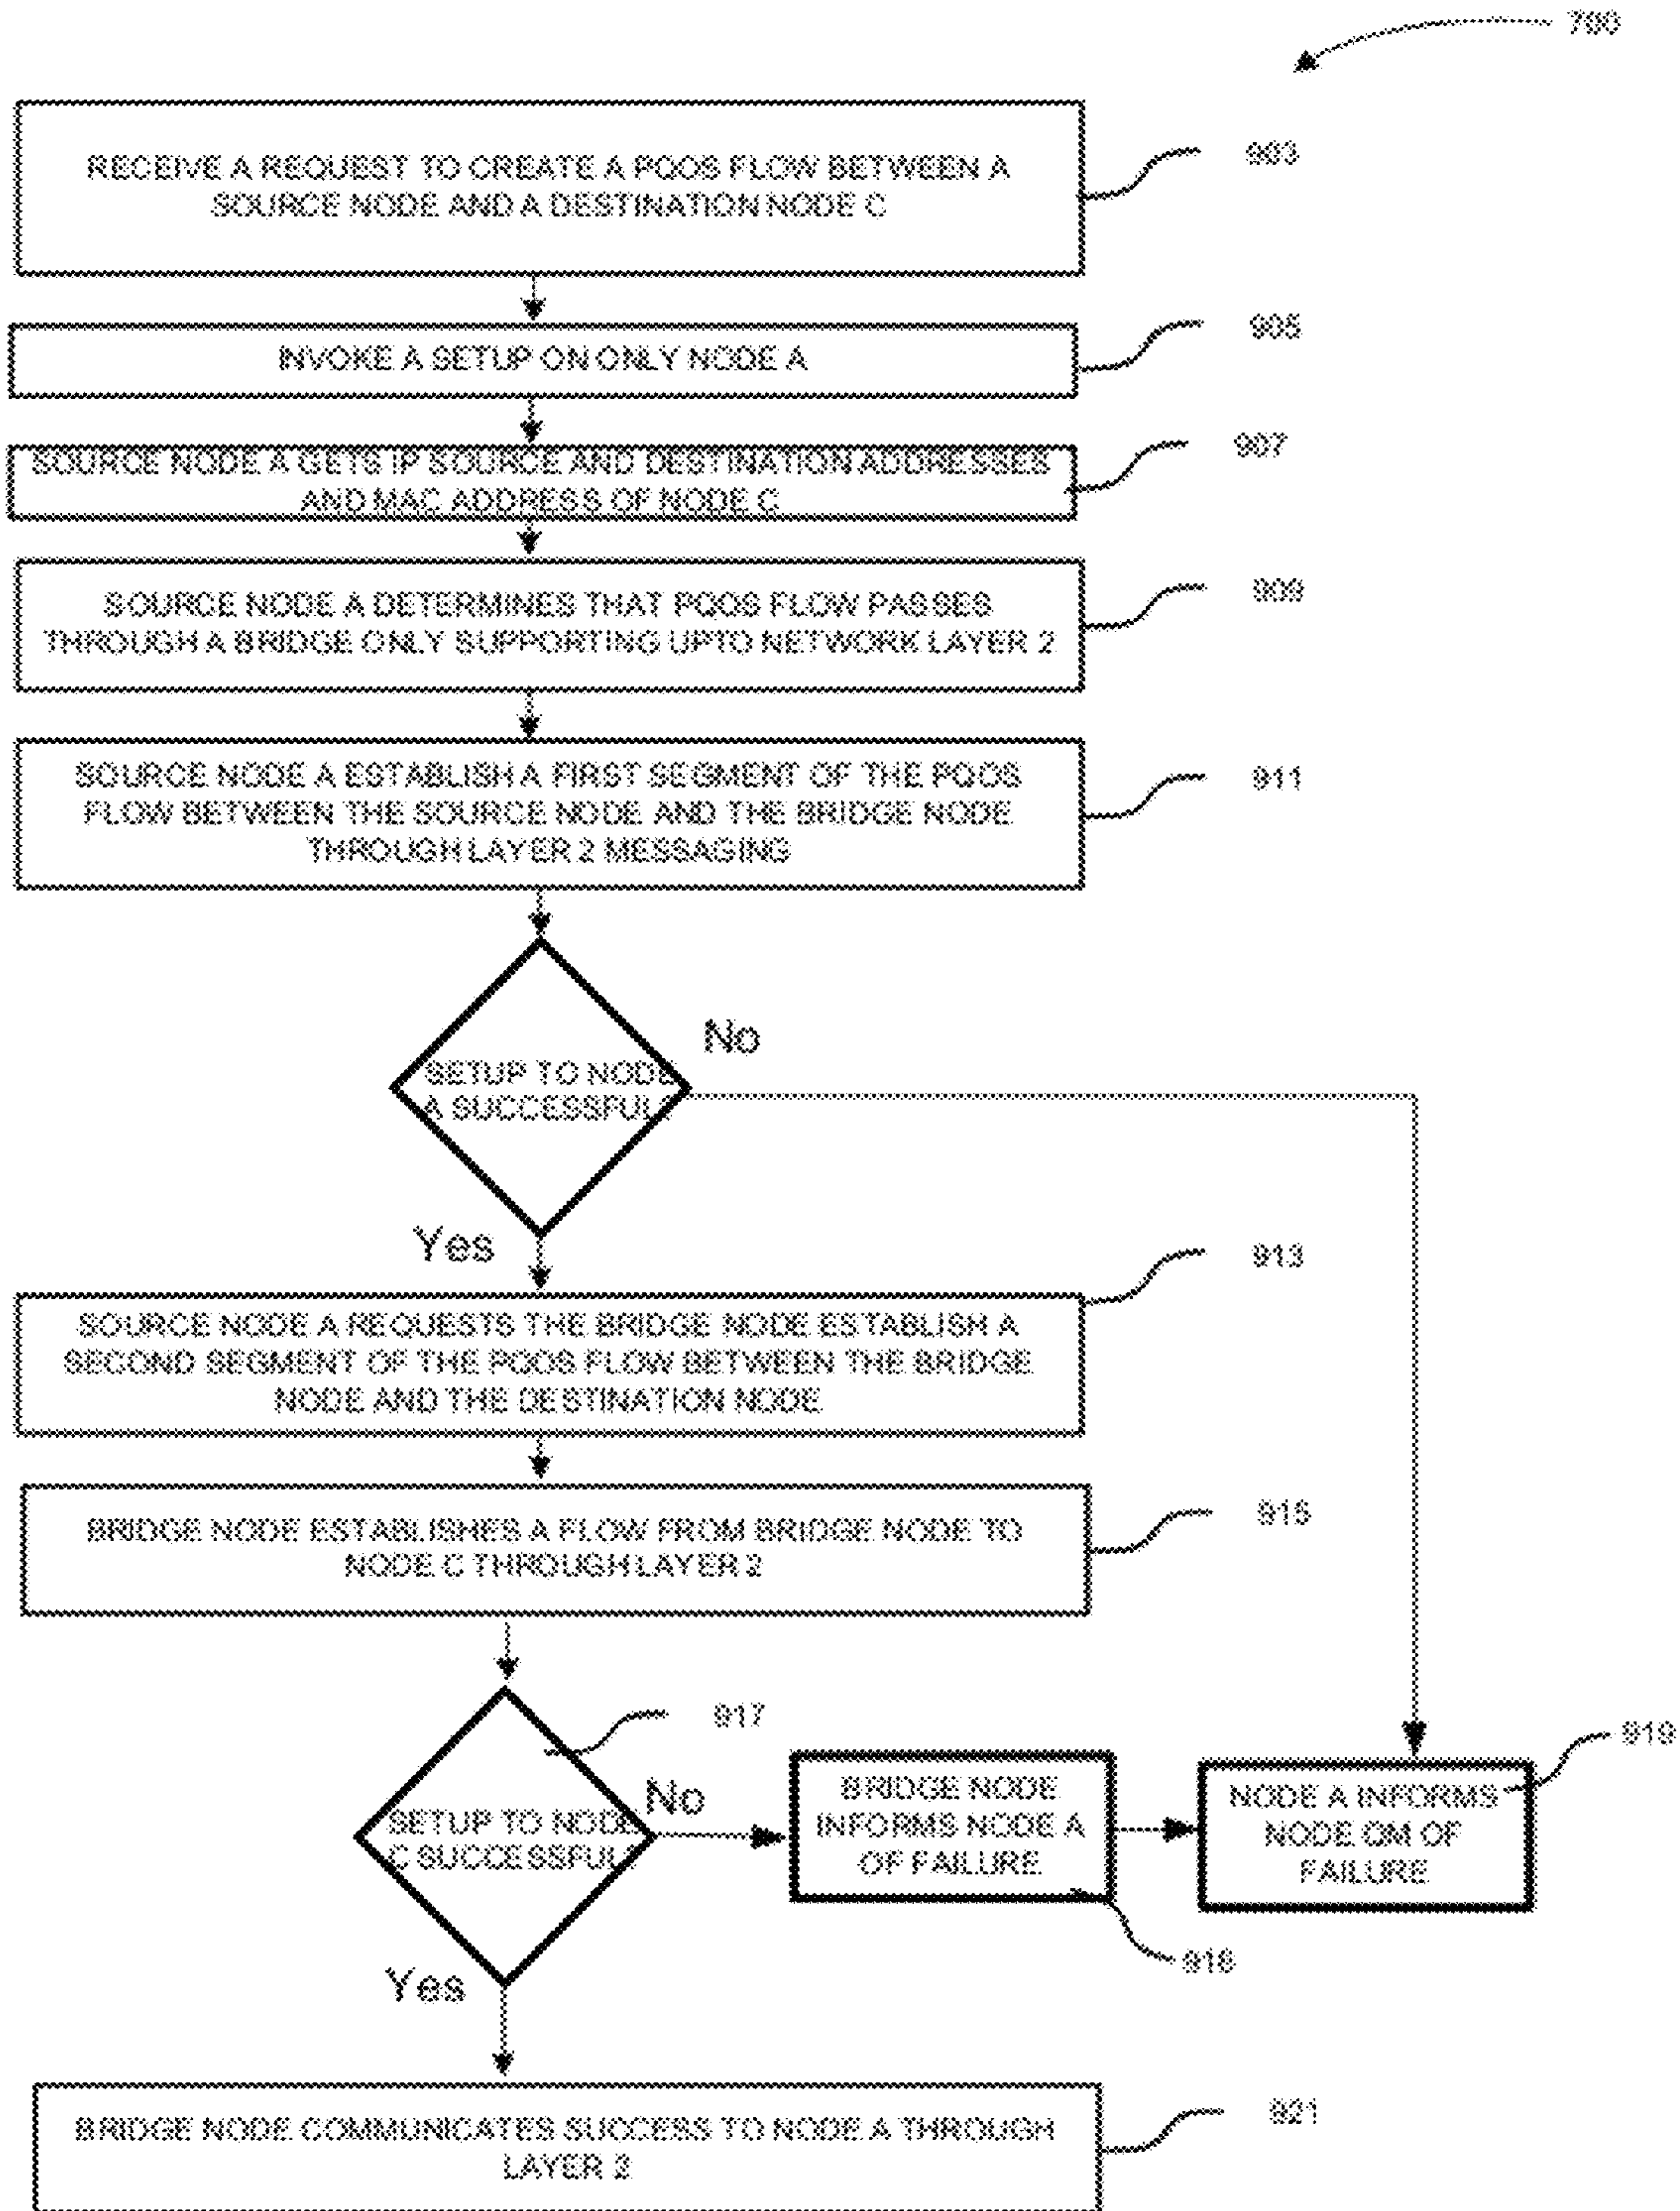 700
RECEIVE A REQUEST TO CREATE A PQOS FLOW BETWEEN A
SOURCE NODE AND A DESTINATION NODE C
903
INVOKE A SETUP ON ONLY NODE A
905
SOURCE NODE A GETS IP SOURCE AND DESTINATION ADDRESSES
AND MAC ADDRESS OF NODE C
907
SOURCE NODE A DETERMINES THAT PQOS FLOW PASSES
THROUGH A BRIDGE ONLY SUPPORTING UPTO NETWORK LAYER 2
909
SOURCE NODE A ESTABLISH A FIRST SEGMENT OF THE PQOS
FLOW BETWEEN THE SOURCE NODE AND THE BRIDGE NODE
THROUGH LAYER 2 MESSAGING
911
SETUP TO NODE
A SUCCESSFUL?
No
Yes
SOURCE NODE A REQUESTS THE BRIDGE NODE ESTABLISH A
SECOND SEGMENT OF THE PQOS FLOW BETWEEN THE BRIDGE
NODE AND THE DESTINATION NODE
913
BRIDGE NODE ESTABLISHES A FLOW FROM BRIDGE NODE TO
NODE C THROUGH LAYER 2
915
917
SETUP TO NODE
C SUCCESSFUL?
No
Yes
BRIDGE NODE
INFORMS NODE A
OF FAILURE
918
NODE A INFORMS
NODE QM OF
FAILURE
919
BRIDGE NODE COMMUNICATES SUCCESS TO NODE A THROUGH
LAYER 2
921